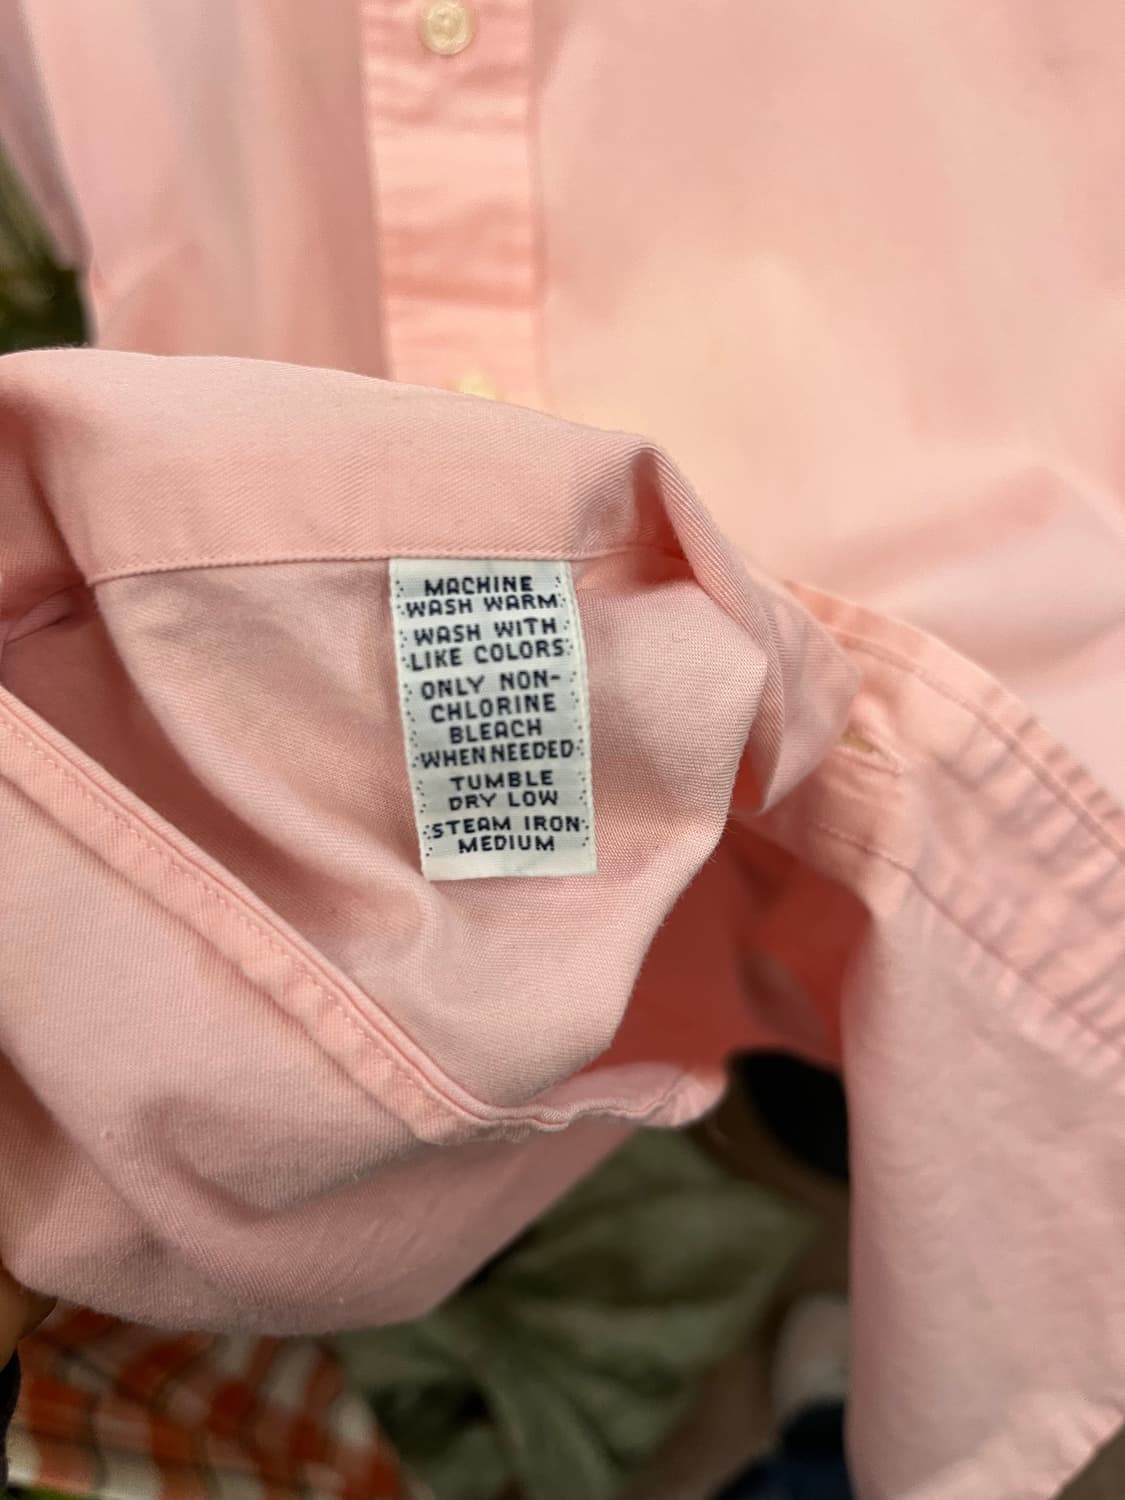 MACHINE
WASH WARM
WASH WITH
LIKE COLORS
ONLY NON-
CHLORINE
BLEACH
WHEN NEEDED
TUMBLE
DRY LOW
STEAM IRON
MEDIUM